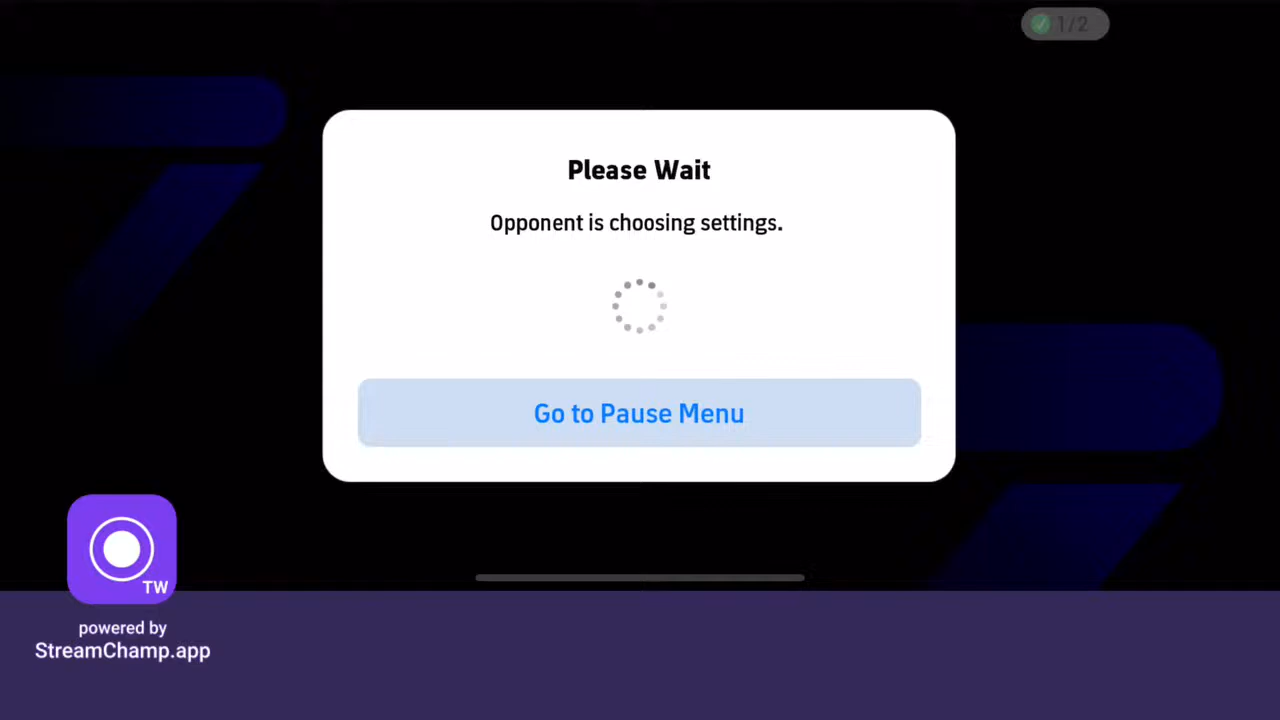 1/2
Please Wait
Opponent is choosing settings.
Go to Pause Menu
TW
powered by
StreamChamp.app